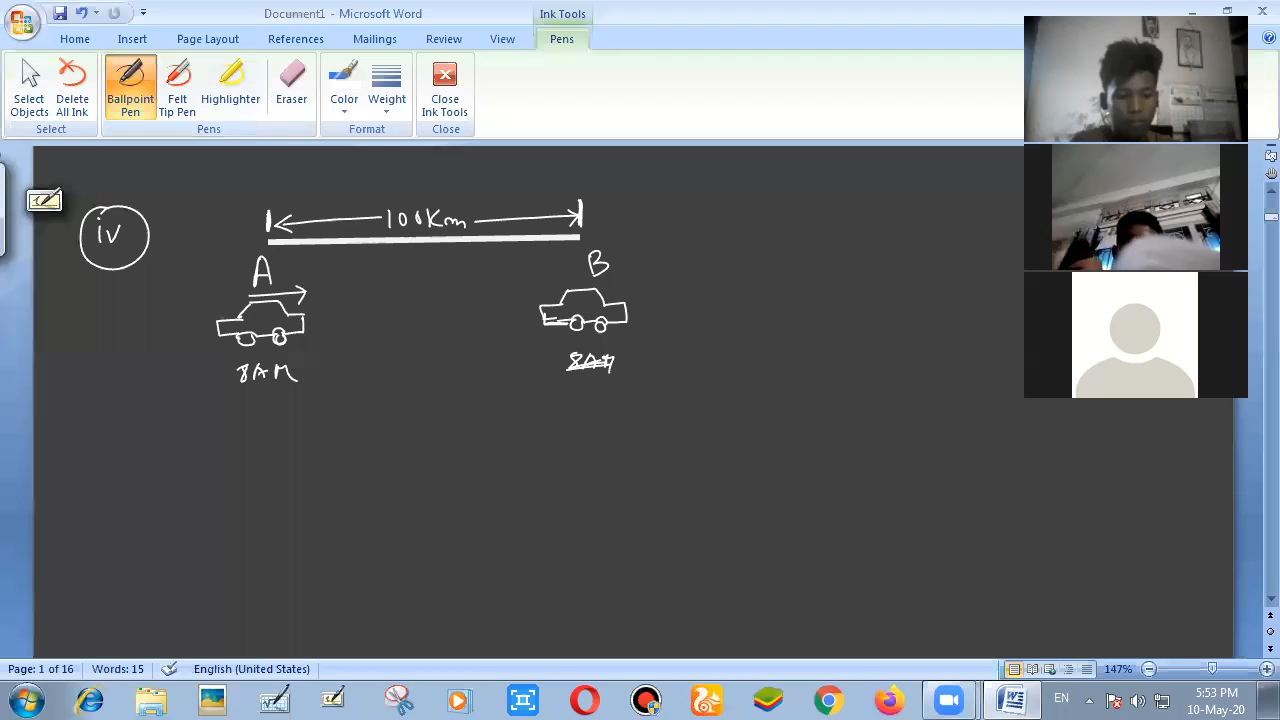 Document1 - Microsoft Word
Ink Tools
Home Insert Page Layout References Mailings Review View Pens
Select Objects
Delete All Ink
Ballpoint Pen
Felt Tip Pen
Highlighter
Eraser
Color
Weight
Close Ink Tools
Select Pens Format Close
iv
100Km
A
B
8AM
8AM
Page: 1 of 16 Words: 15 English (United States) 147%
EN 5:53 PM
10-May-20